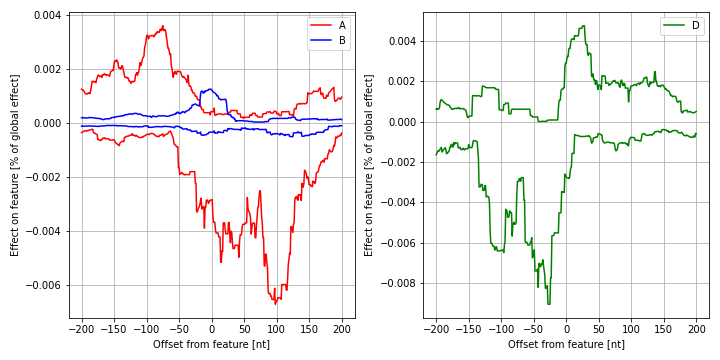 0.004
0.002
0.000
−0.002
−0.004
−0.006
Effect on feature [% of global effect]
−200 −150 −100 −50 0 50 100 150 200
Offset from feature [nt]
A
B
0.004
0.002
0.000
−0.002
−0.004
−0.006
−0.008
Effect on feature [% of global effect]
−200 −150 −100 −50 0 50 100 150 200
Offset from feature [nt]
D